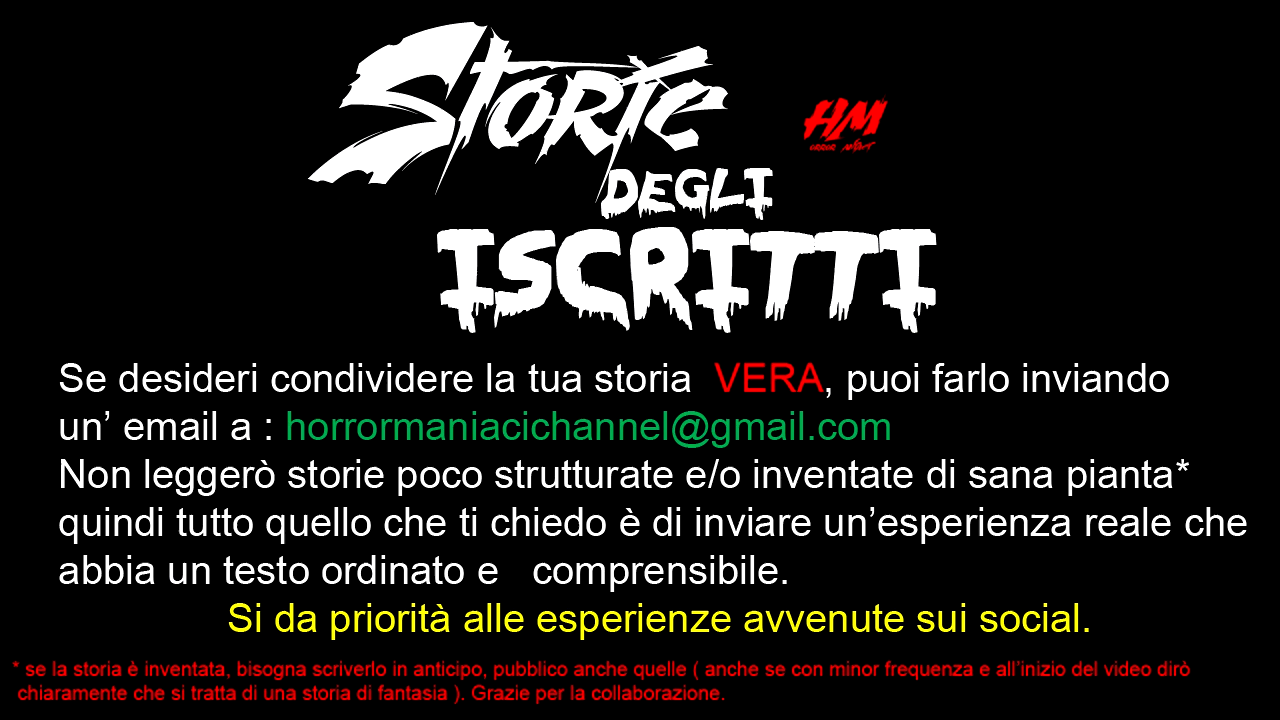 STORIE
HM
DEGLI
ISCRITTI
Se desideri condividere la tua storia VERA, puoi farlo inviando
un’ email a : horrormaniacichannel@gmail.com
Non leggerò storie poco strutturate e/o inventate di sana pianta*
quindi tutto quello che ti chiedo è di inviare un’esperienza reale che
abbia un testo ordinato e comprensibile.
Si da priorità alle esperienze avvenute sui social.
* se la storia è inventata, bisogna scriverlo in anticipo, pubblico anche quelle ( anche se con minor frequenza e all’inizio del video dirò
chiaramente che si tratta di una storia di fantasia ). Grazie per la collaborazione.